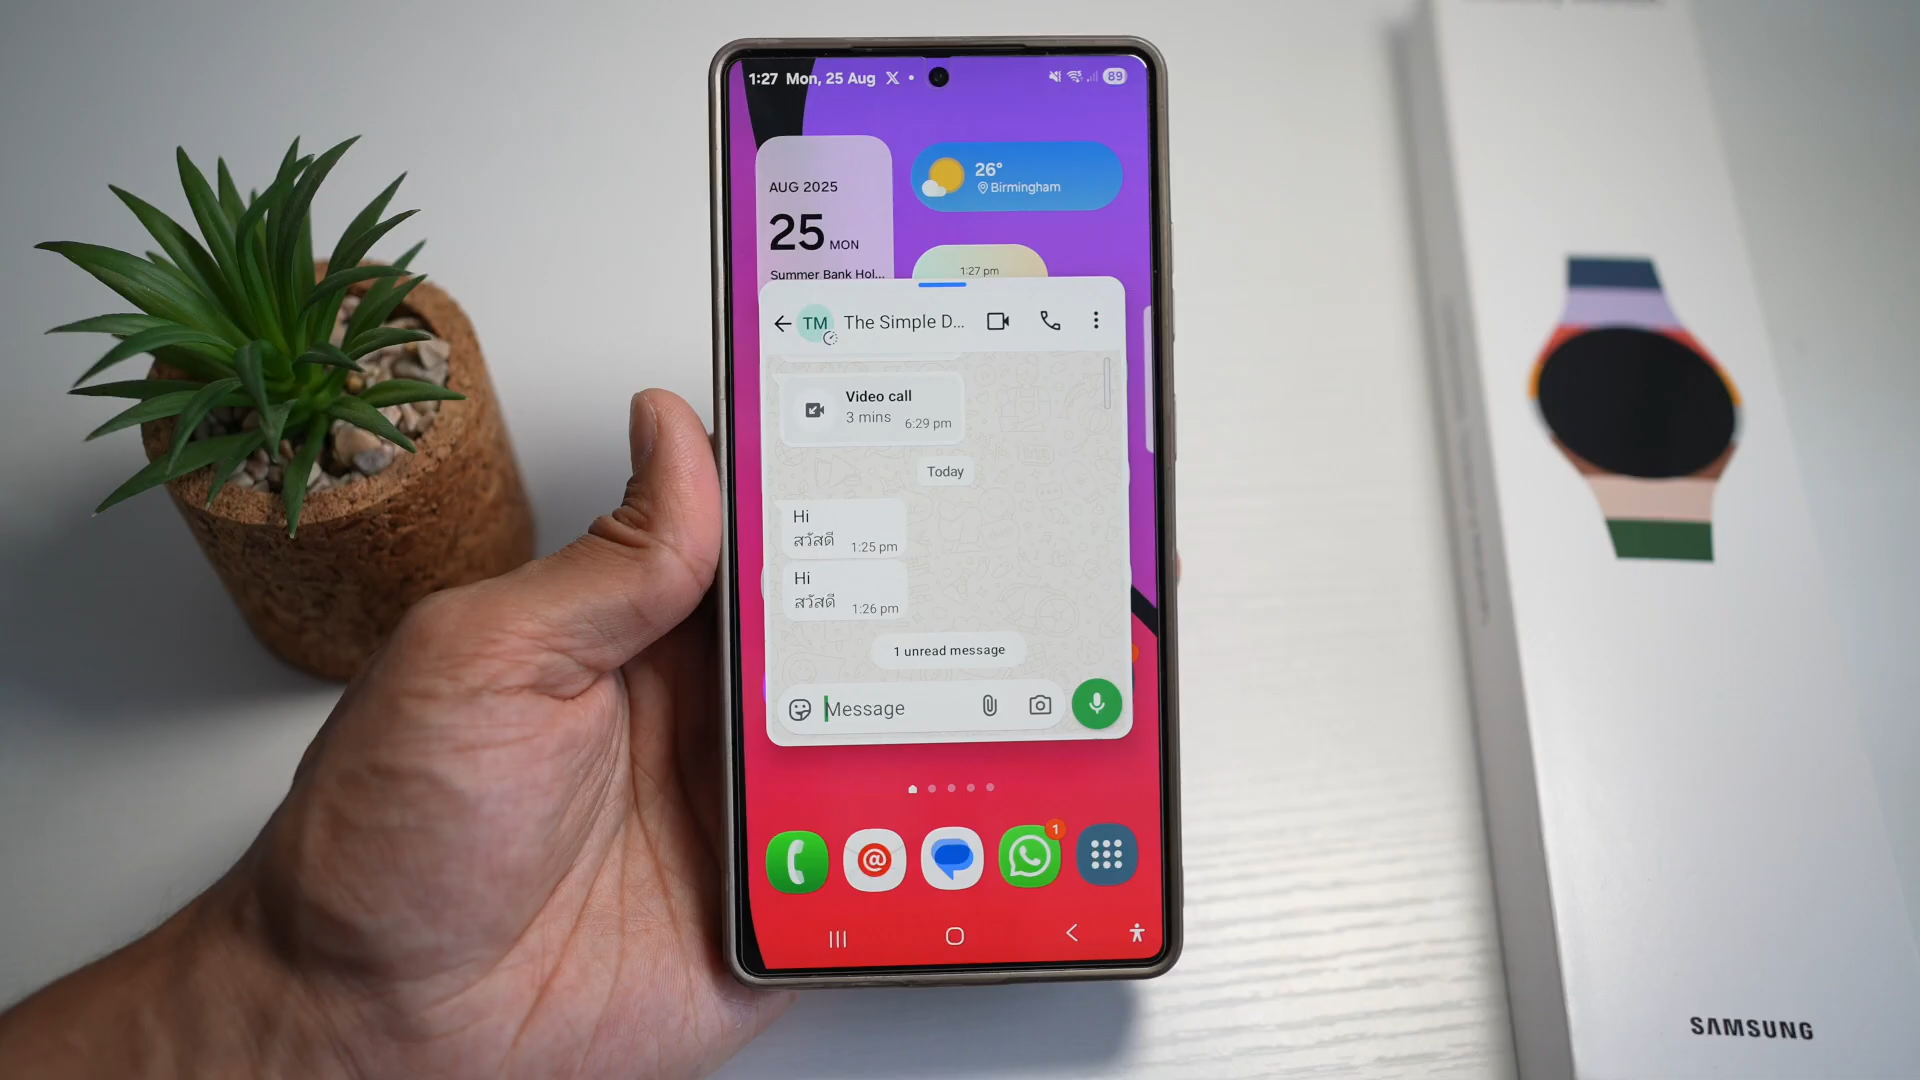 1:27 Mon, 25 Aug
89
AUG 2025
25 MON
Summer Bank Hol...
26°
Birmingham
1:27 pm
TM
The Simple D...
Video call
3 mins
6:29 pm
Today
Hi
สวัสดี
1:25 pm
Hi
สวัสดี
1:26 pm
1 unread message
Message
1
SAMSUNG